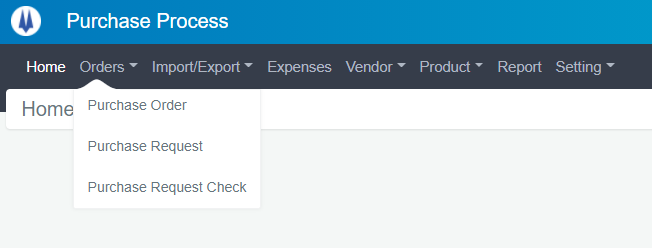 Purchase Process
Home Orders Import/Export Expenses Vendor Product Report Setting
Home
Purchase Order
Purchase Request
Purchase Request Check